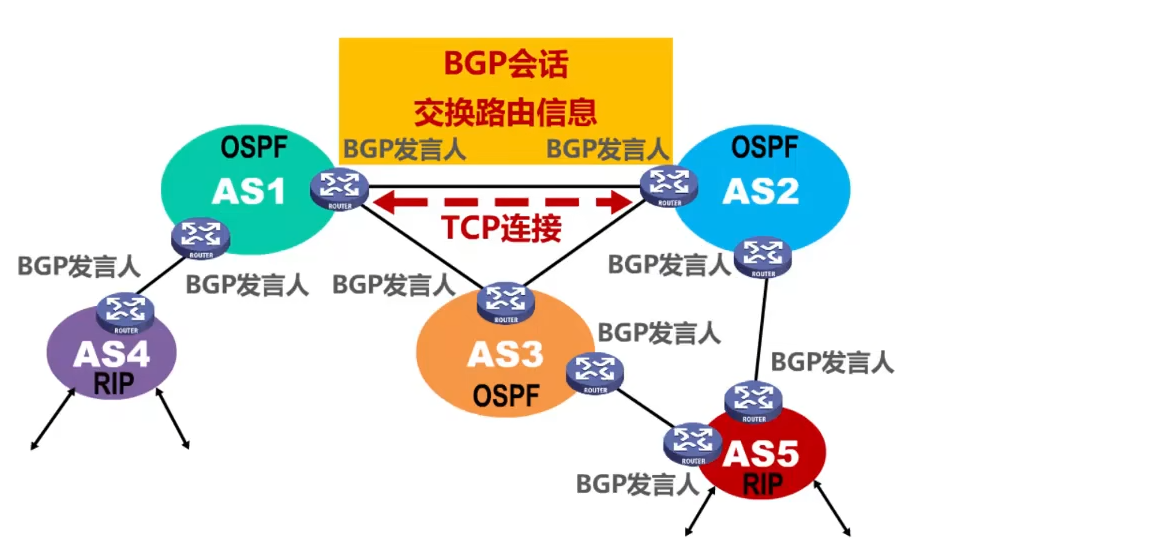 BGP会话
交换路由信息
BGP发言人
BGP发言人
OSPF
AS1
ROUTER
ROUTER
OSPF
AS2
TCP连接
ROUTER
BGP发言人
BGP发言人
BGP发言人
BGP发言人
ROUTER
ROUTER
ROUTER
AS4
RIP
AS3
OSPF
BGP发言人
ROUTER
BGP发言人
ROUTER
ROUTER
AS5
RIP
BGP发言人